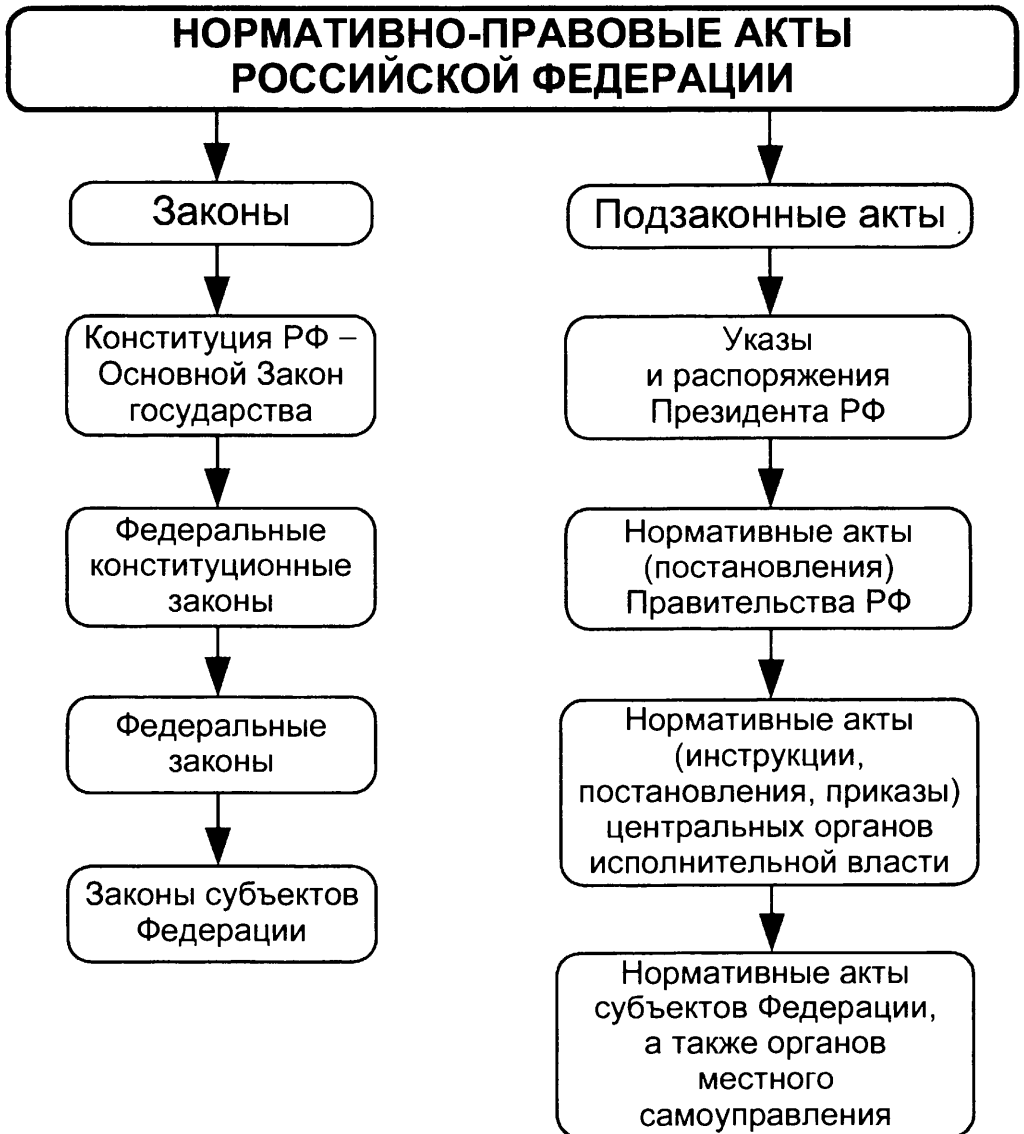 НОРМАТИВНО-ПРАВОВЫЕ АКТЫ
РОССИЙСКОЙ ФЕДЕРАЦИИ
Законы
Конституция РФ –
Основной Закон
государства
Федеральные
конституционные
законы
Федеральные
законы
Законы субъектов
Федерации
Подзаконные акты
Указы
и распоряжения
Президента РФ
Нормативные акты
(постановления)
Правительства РФ
Нормативные акты
(инструкции,
постановления, приказы)
центральных органов
исполнительной власти
Нормативные акты
субъектов Федерации,
а также органов
местного
самоуправления